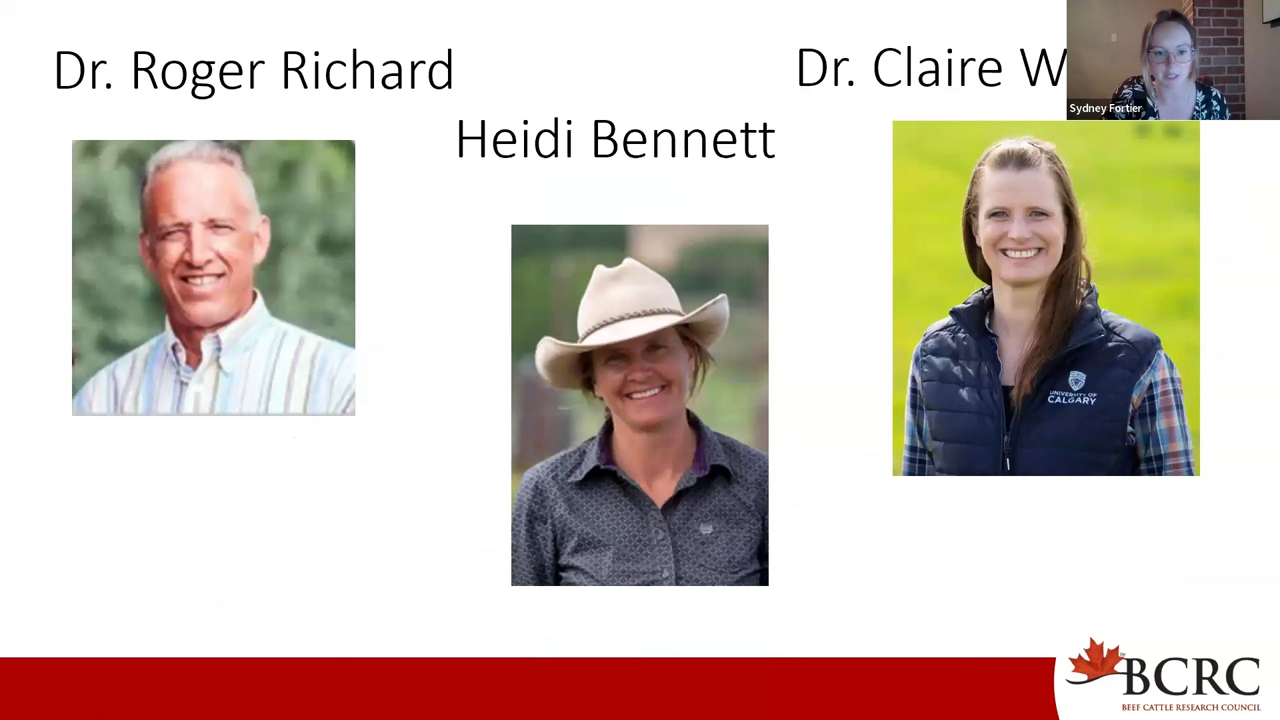 Dr. Roger Richard
Dr. Claire
Sydney Fortier
Heidi Bennett
UNIVERSITY OF
CALGARY
BCRC
BEEF CATTLE RESEARCH COUNCIL